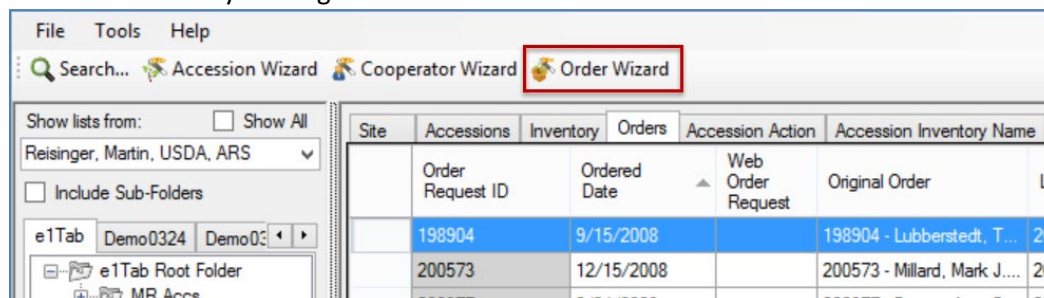 File Tools Help
Search... Accession Wizard Cooperator Wizard Order Wizard
Show lists from: Show All
Reisinger, Martin, USDA, ARS
Include Sub-Folders
e1Tab Demo0324
e1Tab Root Folder
MR Accs
Site Accessions Inventory Orders Accession Action Accession Inventory Name
Order Request ID Ordered Date Web Order Request Original Order
198904 9/15/2008 198904 - Lubberstedt, T...
200573 12/15/2008 200573 - Millard, Mark J....